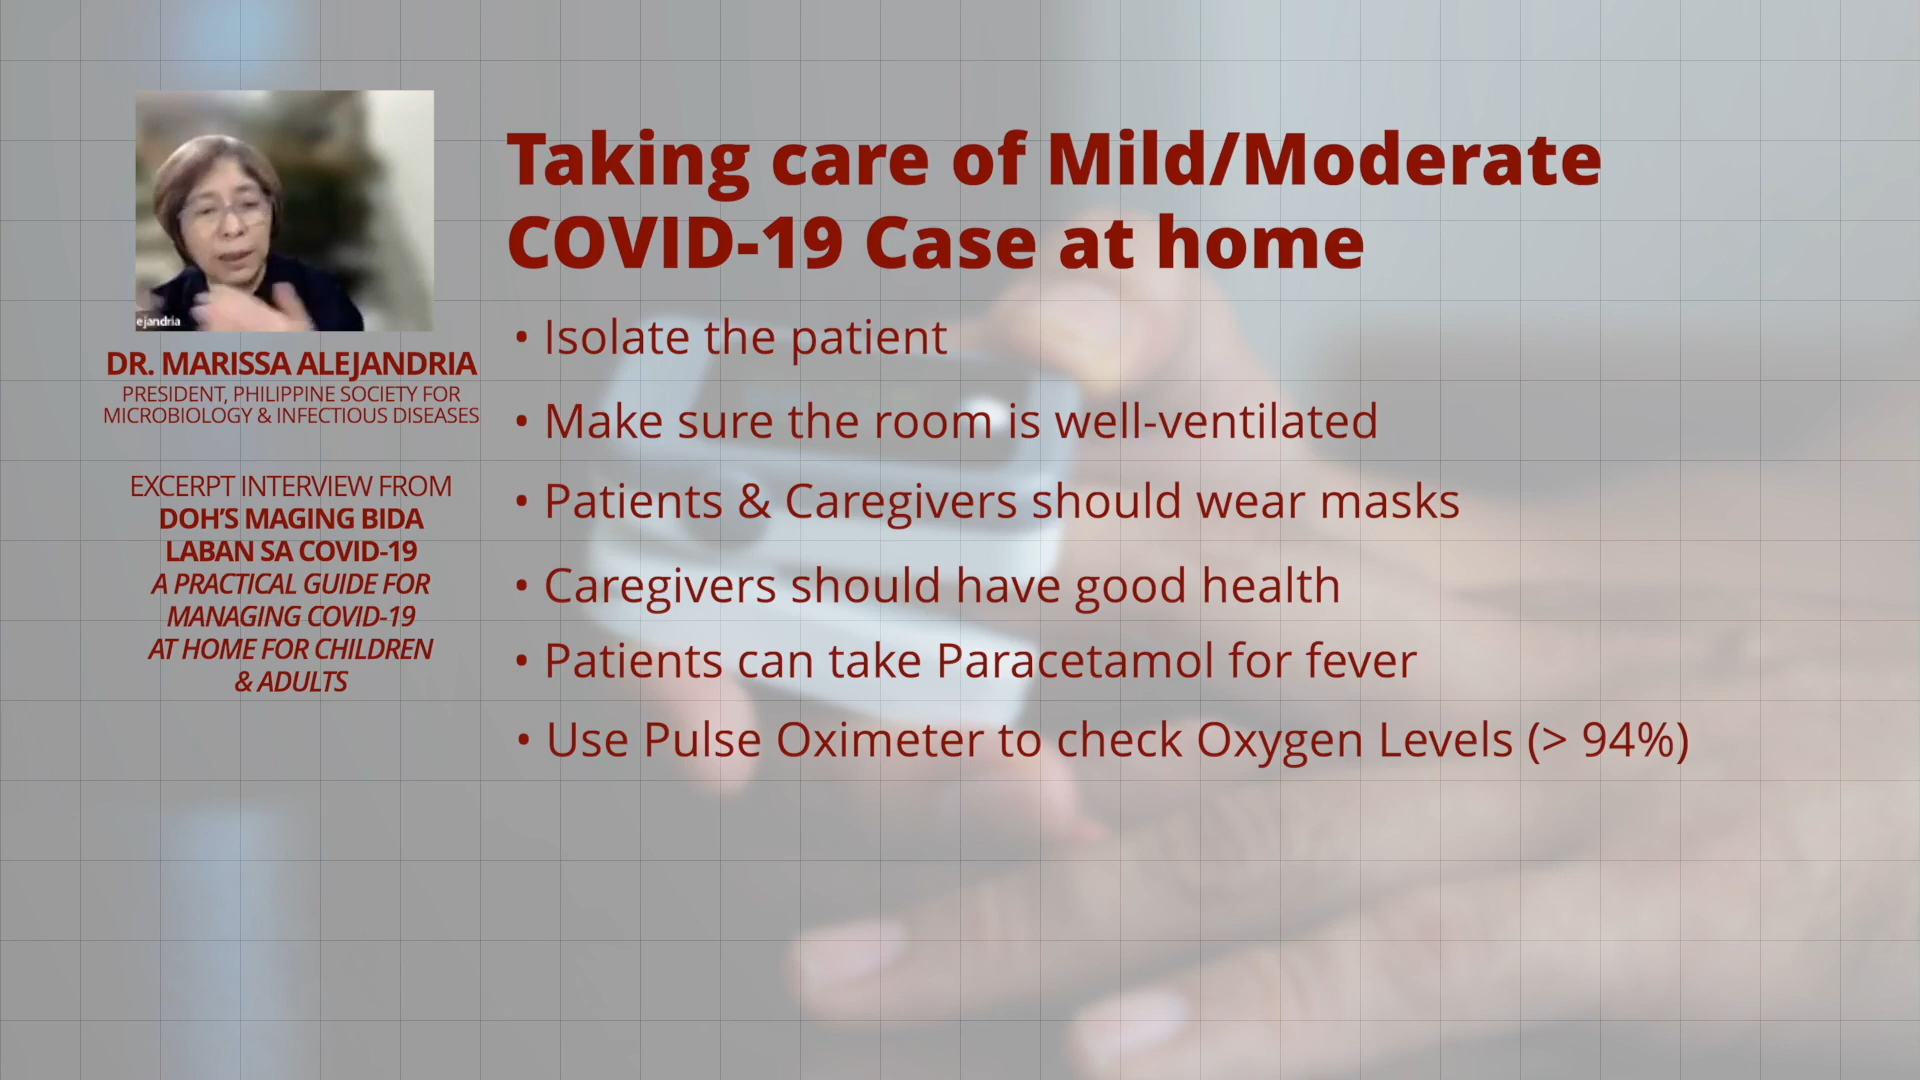 ejandria
DR. MARISSA ALEJANDRIA
PRESIDENT, PHILIPPINE SOCIETY FOR
MICROBIOLOGY & INFECTIOUS DISEASES
EXCERPT INTERVIEW FROM
DOH'S MAGING BIDA
LABAN SA COVID-19
A PRACTICAL GUIDE FOR
MANAGING COVID-19
AT HOME FOR CHILDREN
& ADULTS
Taking care of Mild/Moderate
COVID-19 Case at home
• Isolate the patient
• Make sure the room is well-ventilated
• Patients & Caregivers should wear masks
• Caregivers should have good health
• Patients can take Paracetamol for fever
• Use Pulse Oximeter to check Oxygen Levels (> 94%)